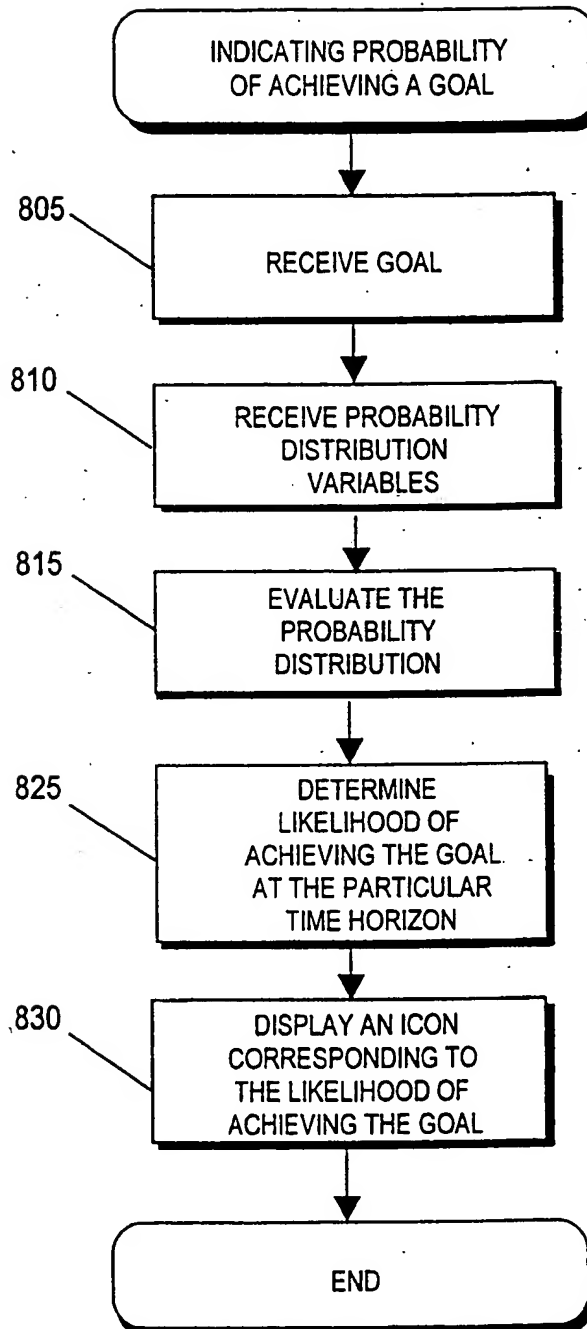 INDICATING PROBABILITY
OF ACHIEVING A GOAL
805
RECEIVE GOAL
810
RECEIVE PROBABILITY
DISTRIBUTION
VARIABLES
815
EVALUATE THE
PROBABILITY
DISTRIBUTION
825
DETERMINE
LIKELIHOOD OF
ACHIEVING THE GOAL
AT THE PARTICULAR
TIME HORIZON
830
DISPLAY AN ICON
CORRESPONDING TO
THE LIKELIHOOD OF
ACHIEVING THE GOAL
END